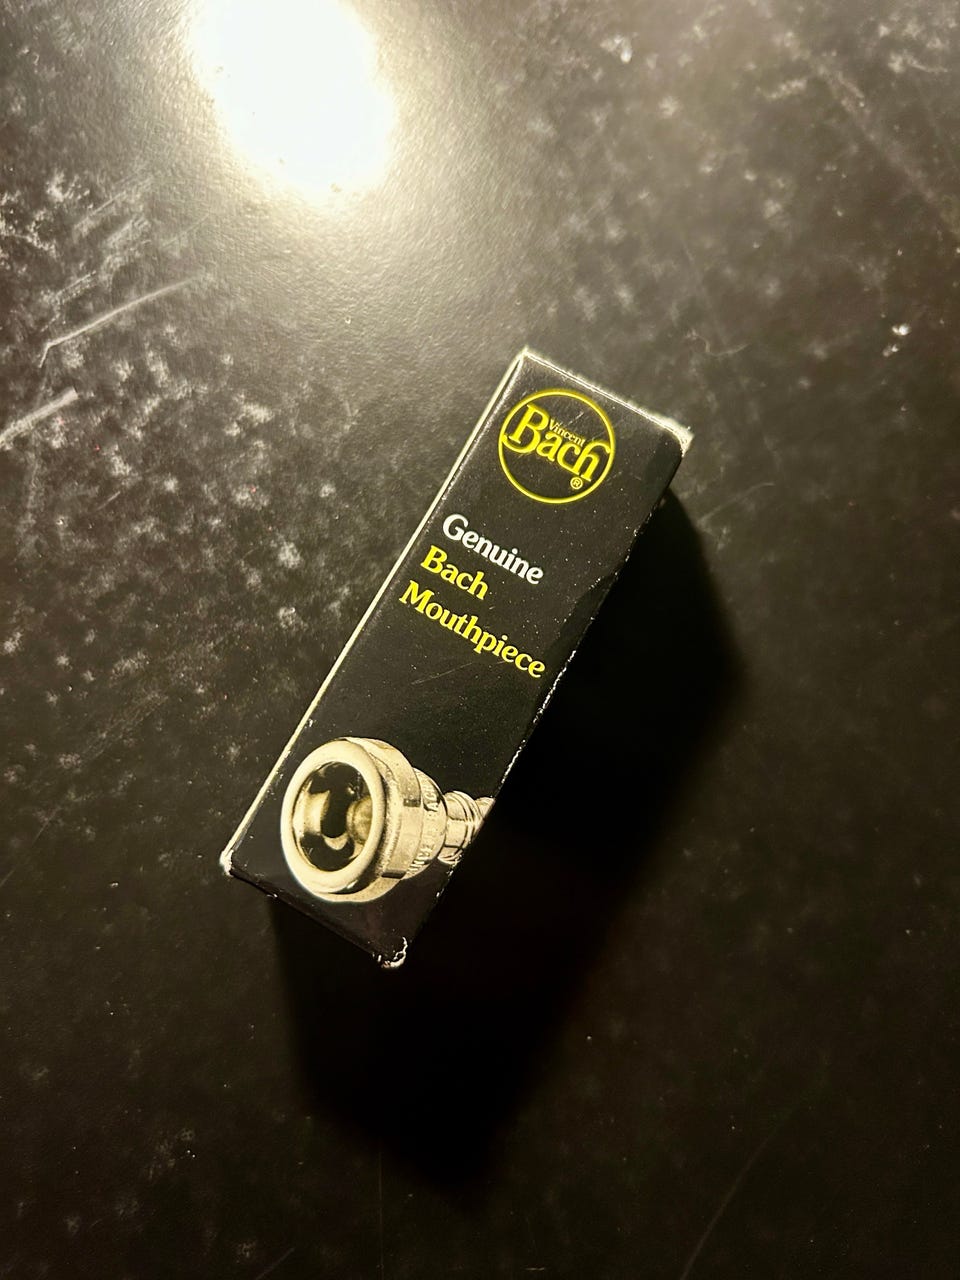 Vincent
Bach
®
Genuine
Bach
Mouthpiece